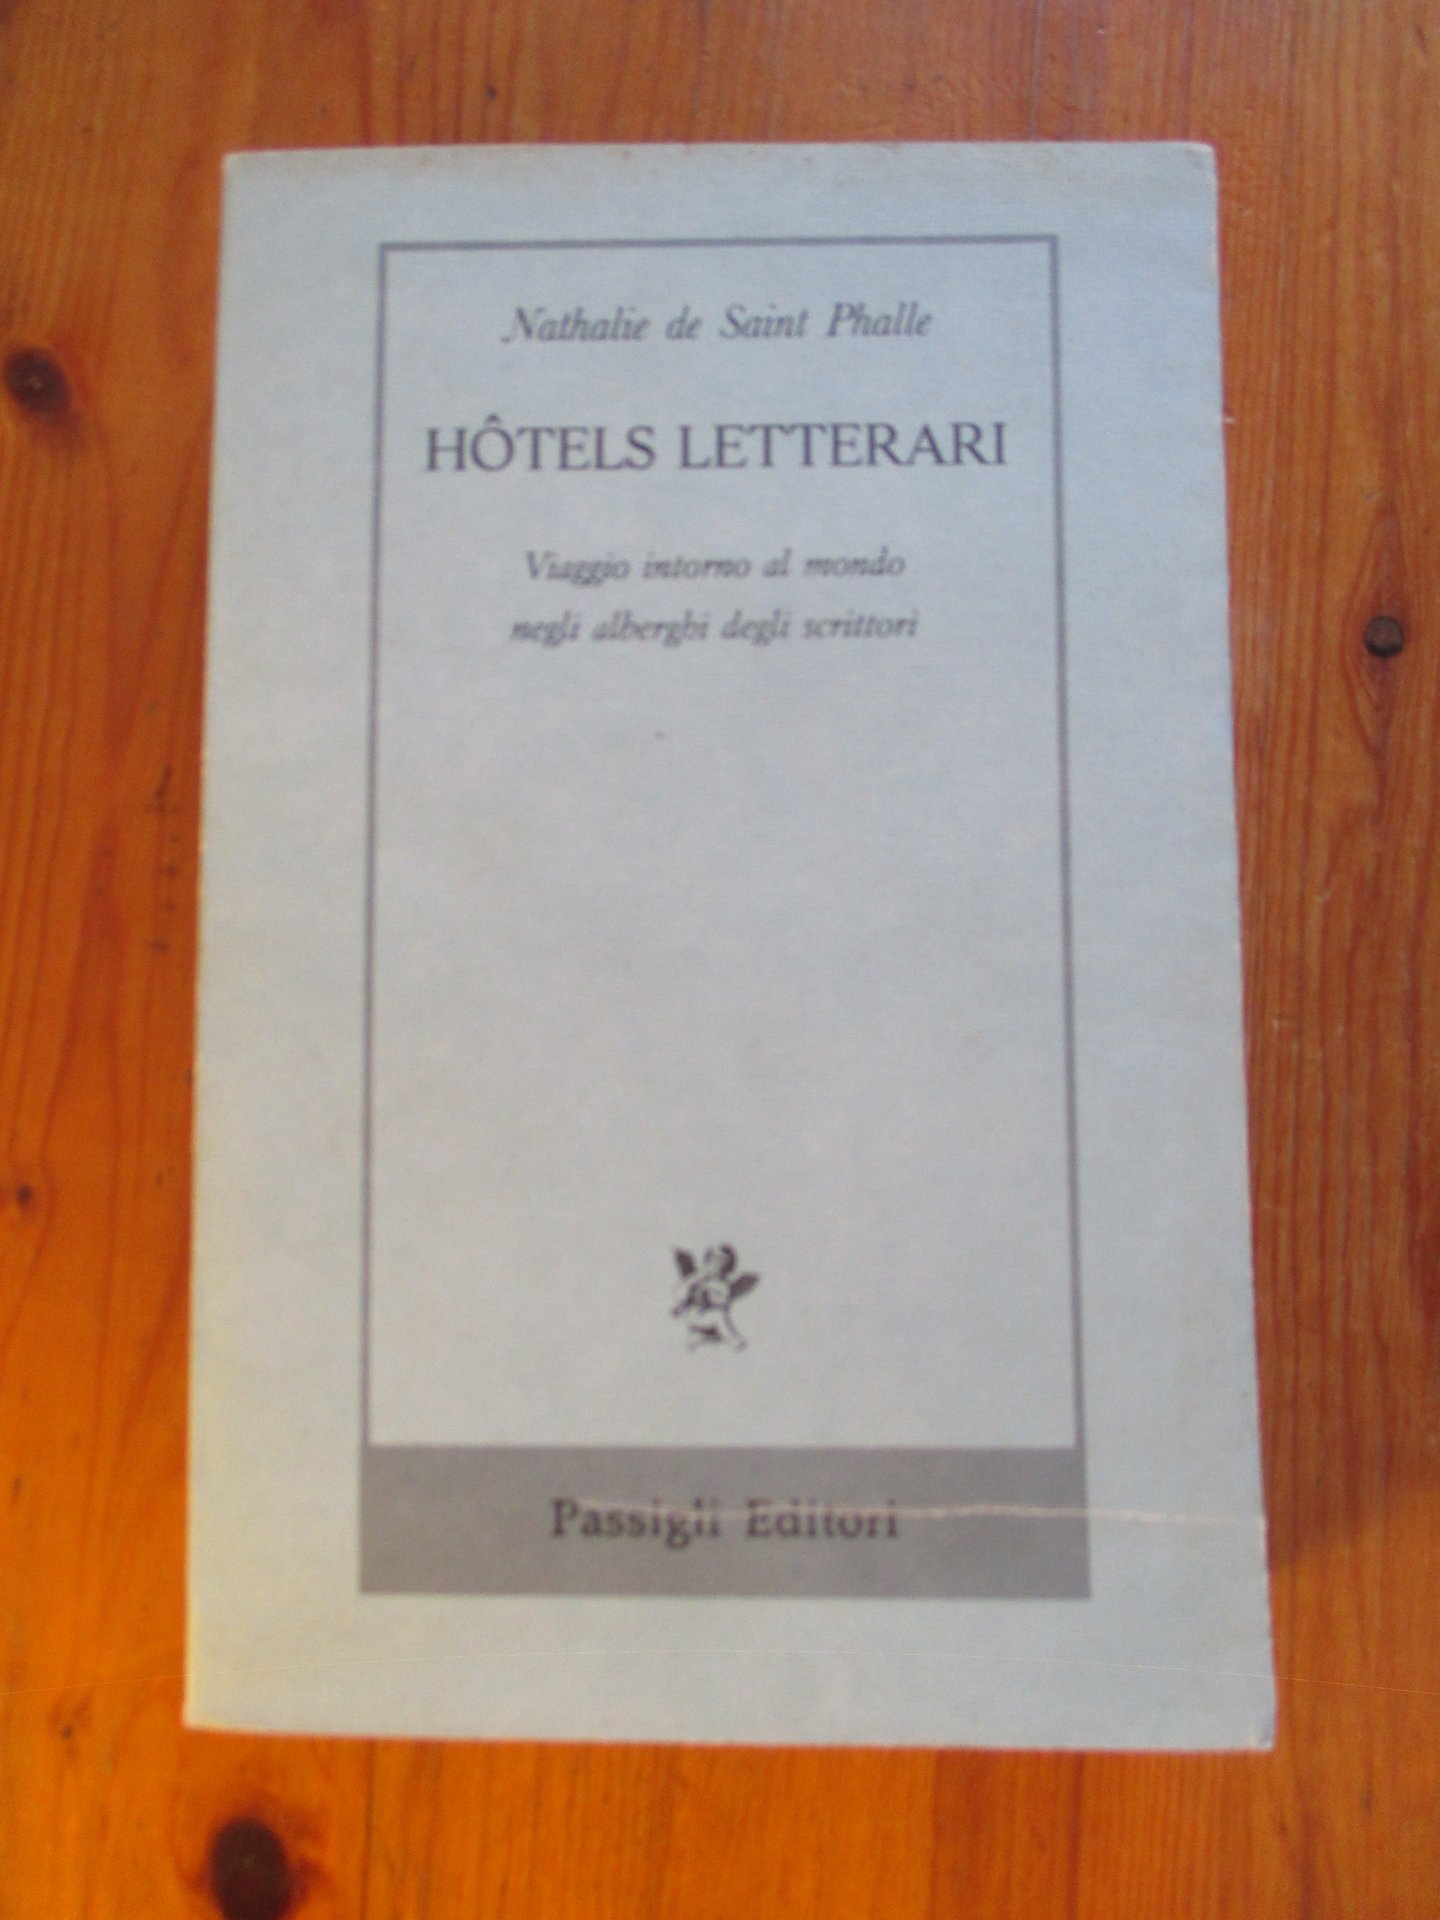 Nathalie de Saint Phalle
HÔTELS LETTERARI
Viaggio intorno al mondo
negli alberghi degli scrittori
Passigli Editori